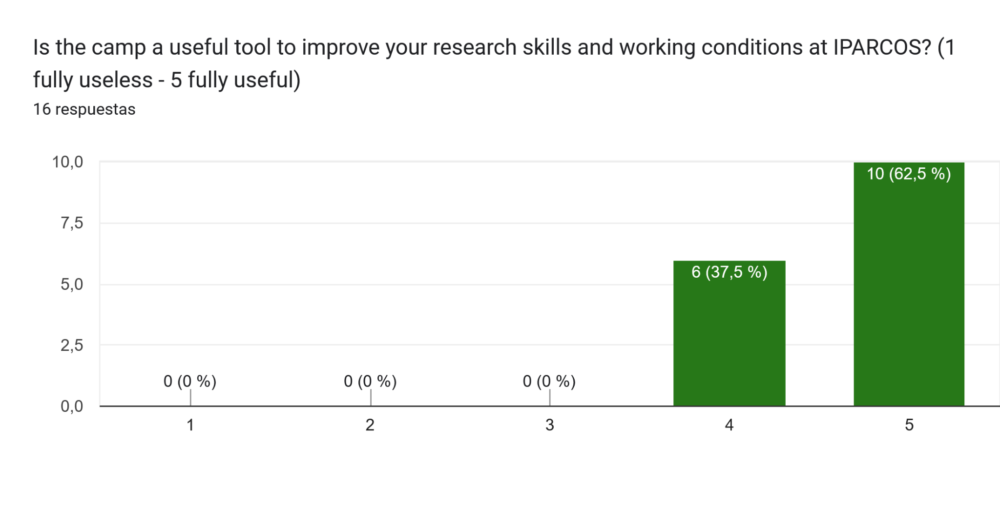 Is the camp a useful tool to improve your research skills and working conditions at IPARCOS? (1
fully useless - 5 fully useful)
16 respuestas
10,0
7,5
5,0
2,5
0,0
0 (0 %)
0 (0 %)
0 (0 %)
6 (37,5 %)
10 (62,5 %)
1
2
3
4
5